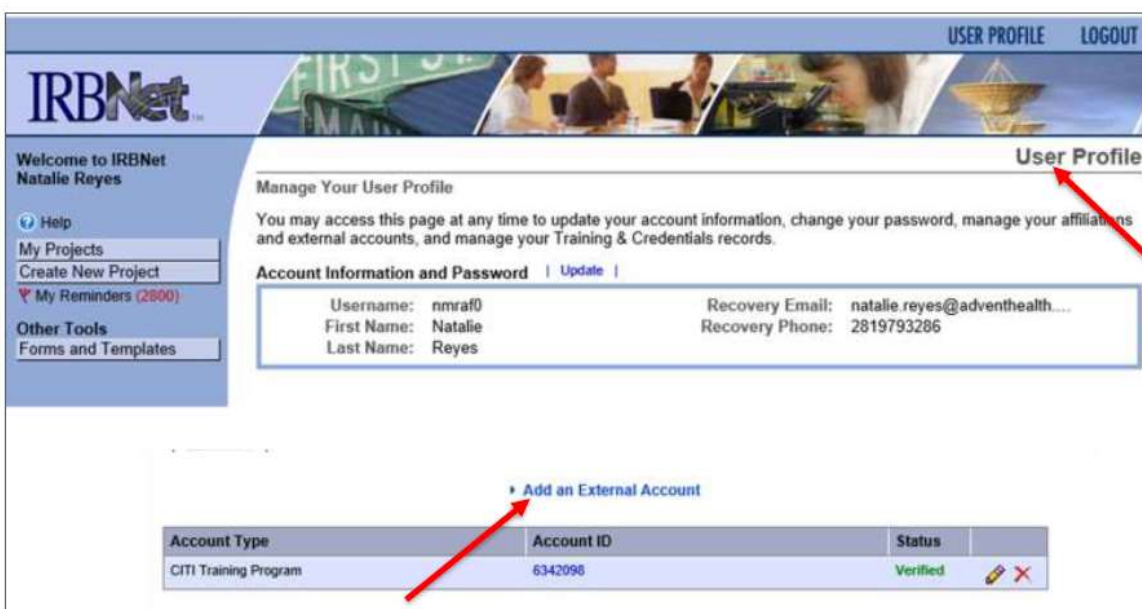 USER PROFILE LOGOUT
IRBNet
FIRST ST.
MAIN
Welcome to IRBNet
Natalie Reyes
Help
My Projects
Create New Project
My Reminders (2800)
Other Tools
Forms and Templates
User Profile
Manage Your User Profile
You may access this page at any time to update your account information, change your password, manage your affiliations
and external accounts, and manage your Training & Credentials records.
Account Information and Password | Update |
Username: nmraf0 Recovery Email: natalie.reyes@adventhealth....
First Name: Natalie Recovery Phone: 2819793286
Last Name: Reyes
Add an External Account
Account Type Account ID Status
CITI Training Program 6342098 Verified